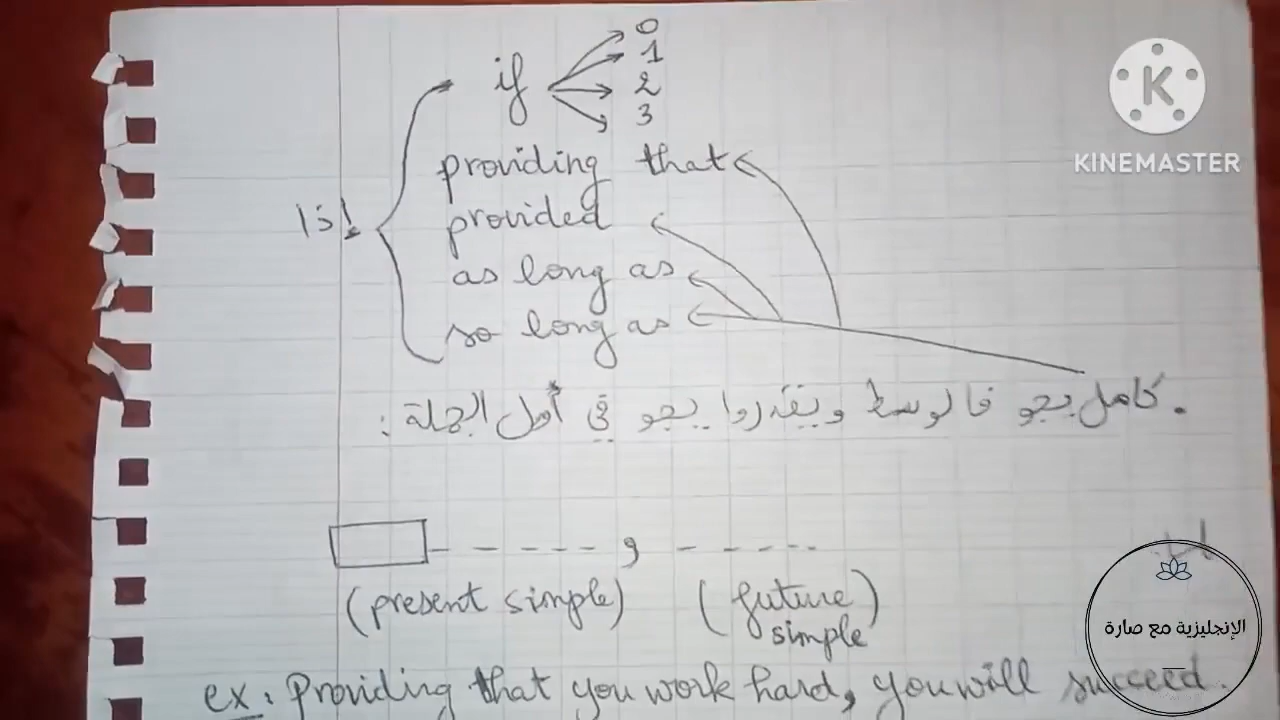 if
0
1
2
3
providing that
provided
as long as
so long as
إذا
. كامل يجو فالوسط ويقدروا يجو في أول الجملة :
- - - - - , - - - - -
(present simple) (future simple)
ex: Providing that you work hard, you will succeed.
K
KINEMASTER
الإنجليزية مع صارة